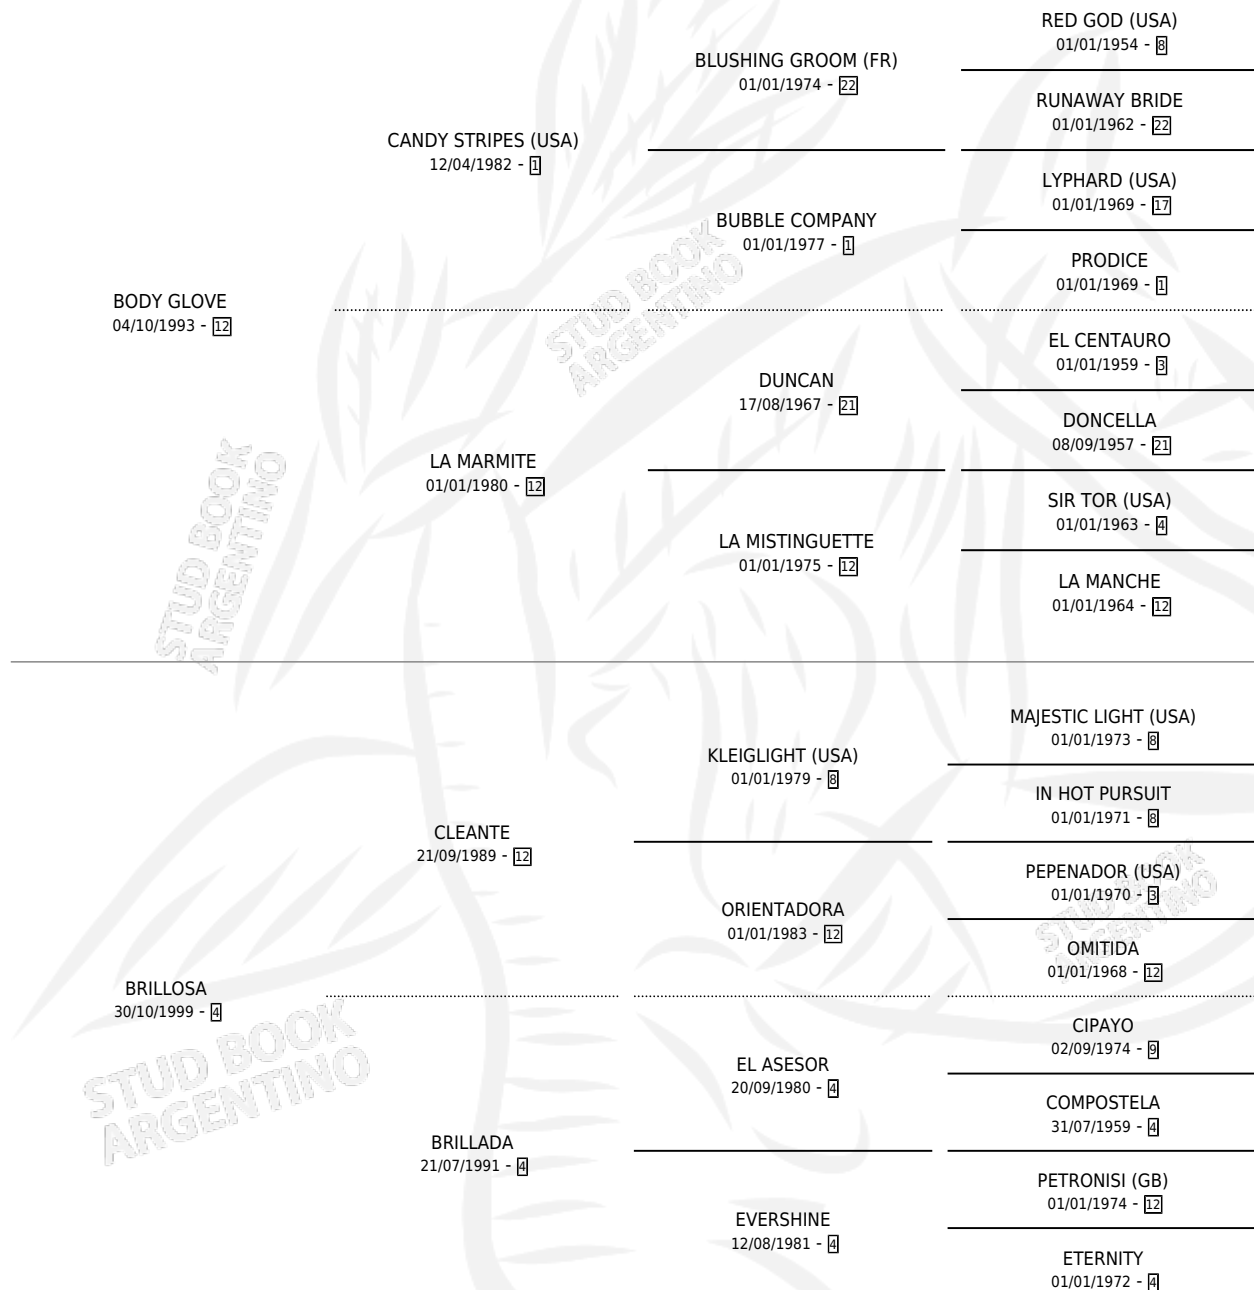 RED GOD (USA)
01/01/1954 - 8
BLUSHING GROOM (FR)
01/01/1974 - 22
RUNAWAY BRIDE
01/01/1962 - 22
CANDY STRIPES (USA)
12/04/1982 - 1
LYPHARD (USA)
01/01/1969 - 17
BUBBLE COMPANY
01/01/1977 - 1
PRODICE
01/01/1969 - 1
BODY GLOVE
04/10/1993 - 12
STUD BOOK
ARGENTINO
EL CENTAURO
01/01/1959 - 3
DUNCAN
17/08/1967 - 21
DONCELLA
08/09/1957 - 21
LA MARMITE
01/01/1980 - 12
SIR TOR (USA)
01/01/1963 - 4
LA MISTINGUETTE
01/01/1975 - 12
LA MANCHE
01/01/1964 - 12
STUD BOOK
ARGENTINO
MAJESTIC LIGHT (USA)
01/01/1973 - 8
KLEIGLIGHT (USA)
01/01/1979 - 8
IN HOT PURSUIT
01/01/1971 - 8
CLEANTE
21/09/1989 - 12
PEPENADOR (USA)
01/01/1970 - 3
ORIENTADORA
01/01/1983 - 12
OMITIDA
01/01/1968 - 12
STUD BOOK
ARGENTINO
BRILLOSA
30/10/1999 - 4
CIPAYO
02/09/1974 - 9
EL ASESOR
20/09/1980 - 4
COMPOSTELA
31/07/1959 - 4
STUD BOOK
ARGENTINO
BRILLADA
21/07/1991 - 4
PETRONISI (GB)
01/01/1974 - 12
EVERSHINE
12/08/1981 - 4
ETERNITY
01/01/1972 - 4